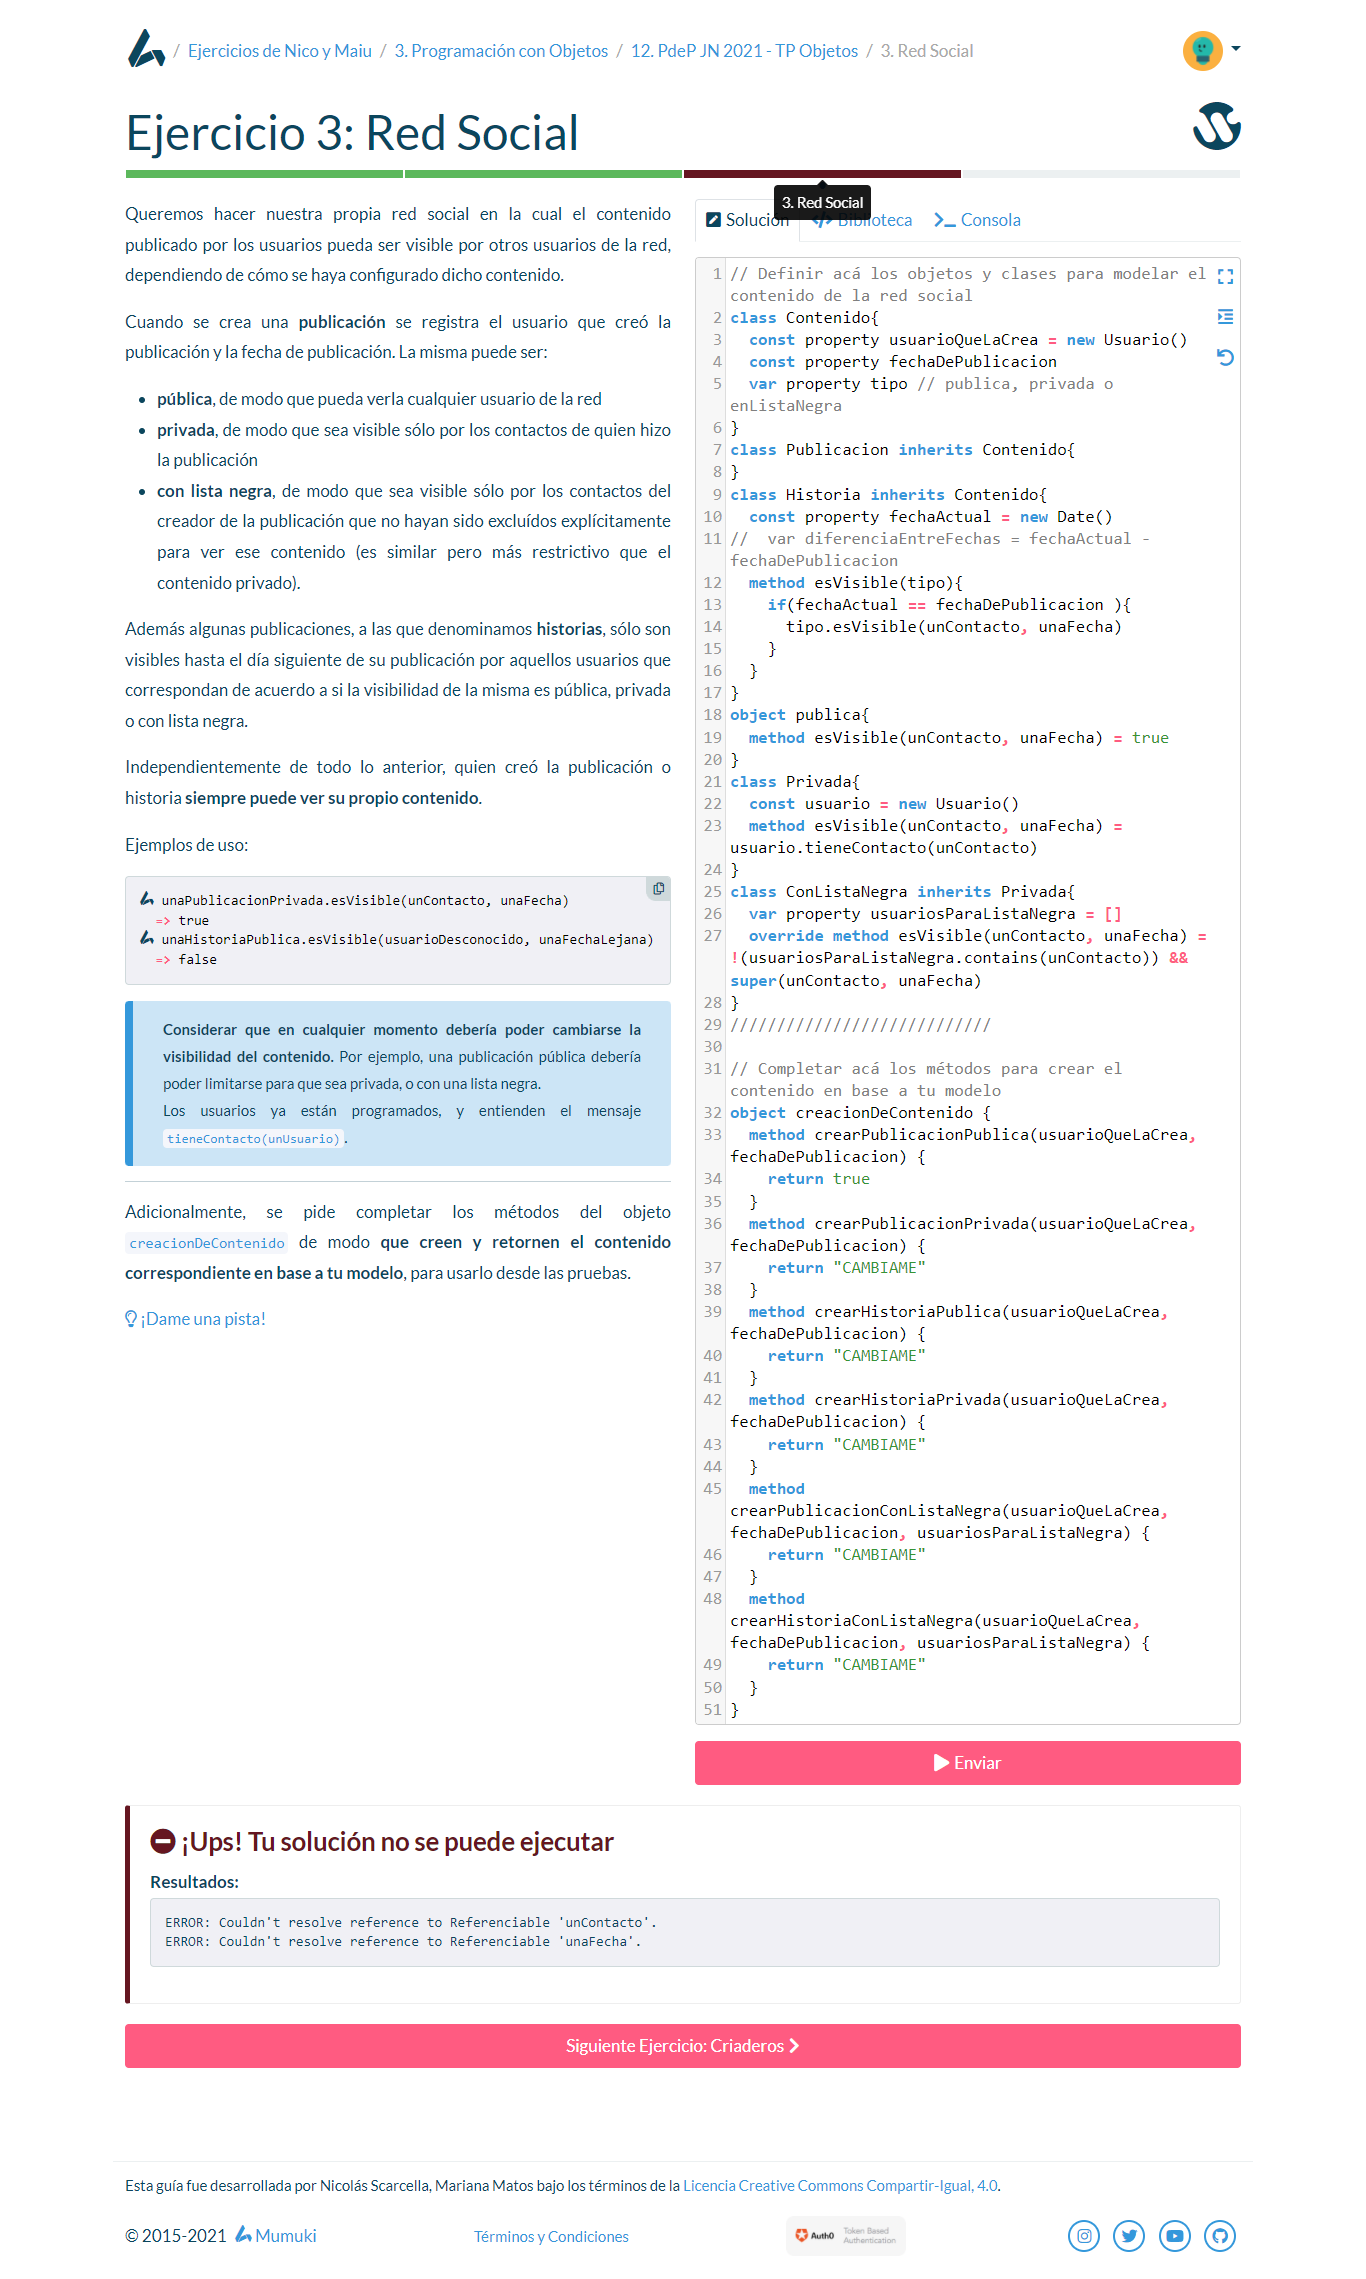 / Ejercicios de Nico y Maiu / 3. Programación con Objetos / 12. PdeP JN 2021 - TP Objetos / 3. Red Social
Ejercicio 3: Red Social
3. Red Social
Queremos hacer nuestra propia red social en la cual el contenido
publicado por los usuarios pueda ser visible por otros usuarios de la red,
dependiendo de cómo se haya configurado dicho contenido.
Cuando se crea una publicación se registra el usuario que creó la
publicación y la fecha de publicación. La misma puede ser:
• pública, de modo que pueda verla cualquier usuario de la red
• privada, de modo que sea visible sólo por los contactos de quien hizo
la publicación
• con lista negra, de modo que sea visible sólo por los contactos del
creador de la publicación que no hayan sido excluídos explícitamente
para ver ese contenido (es similar pero más restrictivo que el
contenido privado).
Además algunas publicaciones, a las que denominamos historias, sólo son
visibles hasta el día siguiente de su publicación por aquellos usuarios que
correspondan de acuerdo a si la visibilidad de la misma es pública, privada
o con lista negra.
Independientemente de todo lo anterior, quien creó la publicación o
historia siempre puede ver su propio contenido.
Ejemplos de uso:
unaPublicacionPrivada.esVisible(unContacto, unaFecha)
=> true
unaHistoriaPublica.esVisible(usuarioDesconocido, unaFechaLejana)
=> false
Considerar que en cualquier momento debería poder cambiarse la
visibilidad del contenido. Por ejemplo, una publicación pública debería
poder limitarse para que sea privada, o con una lista negra.
Los usuarios ya están programados, y entienden el mensaje
tieneContacto(unUsuario).
Adicionalmente, se pide completar los métodos del objeto
creacionDeContenido de modo que creen y retornen el contenido
correspondiente en base a tu modelo, para usarlo desde las pruebas.
¡Dame una pista!
Solución </> Biblioteca Consola
1 // Definir acá los objetos y clases para modelar el
contenido de la red social
2 class Contenido{
3 const property usuarioQueLaCrea = new Usuario()
4 const property fechaDePublicacion
5 var property tipo // publica, privada o
enListaNegra
6 }
7 class Publicacion inherits Contenido{
8 }
9 class Historia inherits Contenido{
10 const property fechaActual = new Date()
11 // var diferenciaEntreFechas = fechaActual -
fechaDePublicacion
12 method esVisible(tipo){
13 if(fechaActual == fechaDePublicacion ){
14 tipo.esVisible(unContacto, unaFecha)
15 }
16 }
17 }
18 object publica{
19 method esVisible(unContacto, unaFecha) = true
20 }
21 class Privada{
22 const usuario = new Usuario()
23 method esVisible(unContacto, unaFecha) =
usuario.tieneContacto(unContacto)
24 }
25 class ConListaNegra inherits Privada{
26 var property usuariosParaListaNegra = []
27 override method esVisible(unContacto, unaFecha) =
!(usuariosParaListaNegra.contains(unContacto)) &&
super(unContacto, unaFecha)
28 }
29 ////////////////////////////
30
31 // Completar acá los métodos para crear el
contenido en base a tu modelo
32 object creacionDeContenido {
33 method crearPublicacionPublica(usuarioQueLaCrea,
fechaDePublicacion) {
34 return true
35 }
36 method crearPublicacionPrivada(usuarioQueLaCrea,
fechaDePublicacion) {
37 return "CAMBIAME"
38 }
39 method crearHistoriaPublica(usuarioQueLaCrea,
fechaDePublicacion) {
40 return "CAMBIAME"
41 }
42 method crearHistoriaPrivada(usuarioQueLaCrea,
fechaDePublicacion) {
43 return "CAMBIAME"
44 }
45 method
crearPublicacionConListaNegra(usuarioQueLaCrea,
fechaDePublicacion, usuariosParaListaNegra) {
46 return "CAMBIAME"
47 }
48 method
crearHistoriaConListaNegra(usuarioQueLaCrea,
fechaDePublicacion, usuariosParaListaNegra) {
49 return "CAMBIAME"
50 }
51 }
Enviar
¡Ups! Tu solución no se puede ejecutar
Resultados:
ERROR: Couldn't resolve reference to Referenciable 'unContacto'.
ERROR: Couldn't resolve reference to Referenciable 'unaFecha'.
Siguiente Ejercicio: Criaderos
Esta guía fue desarrollada por Nicolás Scarcella, Mariana Matos bajo los términos de la Licencia Creative Commons Compartir-Igual, 4.0.
© 2015-2021 Mumuki Términos y Condiciones Auth0 Token Based
Authentication